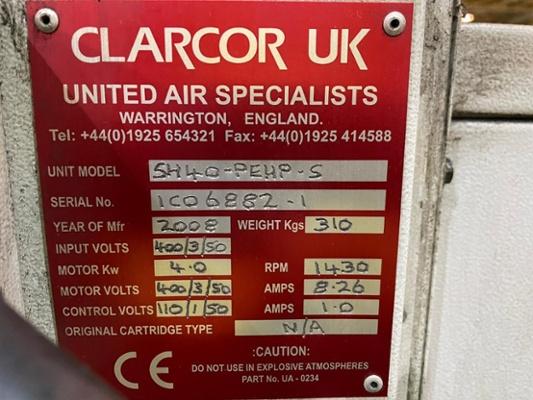 CLARCOR UK
UNITED AIR SPECIALISTS
WARRINGTON, ENGLAND.
Tel: +44(0)1925 654321 Fax: +44(0)1925 414588
UNIT MODEL SH40-PEHP-S
SERIAL No. 1C06882-1
YEAR OF Mfr 2008 WEIGHT Kgs 310
INPUT VOLTS 400/3/50
MOTOR Kw 4.0 RPM 1430
MOTOR VOLTS 400/3/50 AMPS 8.26
CONTROL VOLTS 110/1/50 AMPS 1.0
ORIGINAL CARTRIDGE TYPE N/A
:CAUTION:
CE DO NOT USE IN EXPLOSIVE ATMOSPHERES
PART No. UA - 0234